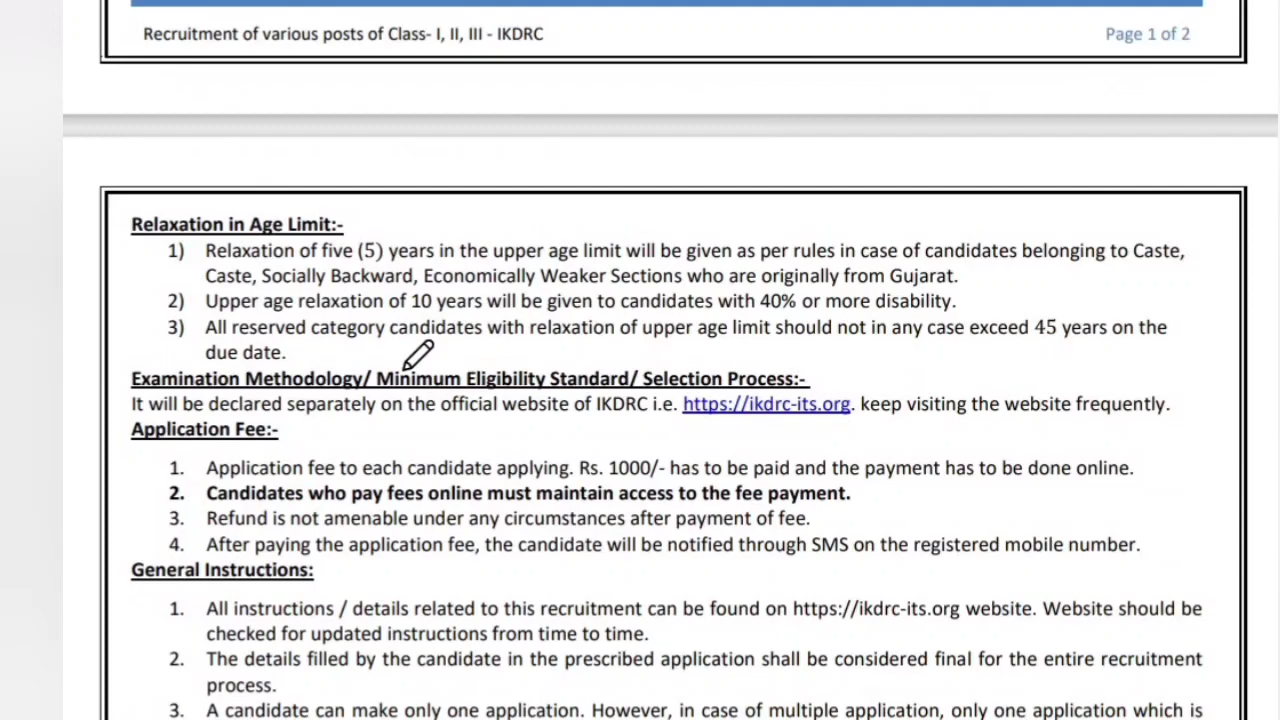 Recruitment of various posts of Class- I, II, III - IKDRC
Page 1 of 2
Relaxation in Age Limit:-
1) Relaxation of five (5) years in the upper age limit will be given as per rules in case of candidates belonging to Caste,
Caste, Socially Backward, Economically Weaker Sections who are originally from Gujarat.
2) Upper age relaxation of 10 years will be given to candidates with 40% or more disability.
3) All reserved category candidates with relaxation of upper age limit should not in any case exceed 45 years on the
due date.
Examination Methodology/ Minimum Eligibility Standard/ Selection Process:-
It will be declared separately on the official website of IKDRC i.e. https://ikdrc-its.org. keep visiting the website frequently.
Application Fee:-
1. Application fee to each candidate applying. Rs. 1000/- has to be paid and the payment has to be done online.
2. Candidates who pay fees online must maintain access to the fee payment.
3. Refund is not amenable under any circumstances after payment of fee.
4. After paying the application fee, the candidate will be notified through SMS on the registered mobile number.
General Instructions:
1. All instructions / details related to this recruitment can be found on https://ikdrc-its.org website. Website should be
checked for updated instructions from time to time.
2. The details filled by the candidate in the prescribed application shall be considered final for the entire recruitment
process.
3. A candidate can make only one application. However, in case of multiple application, only one application which is